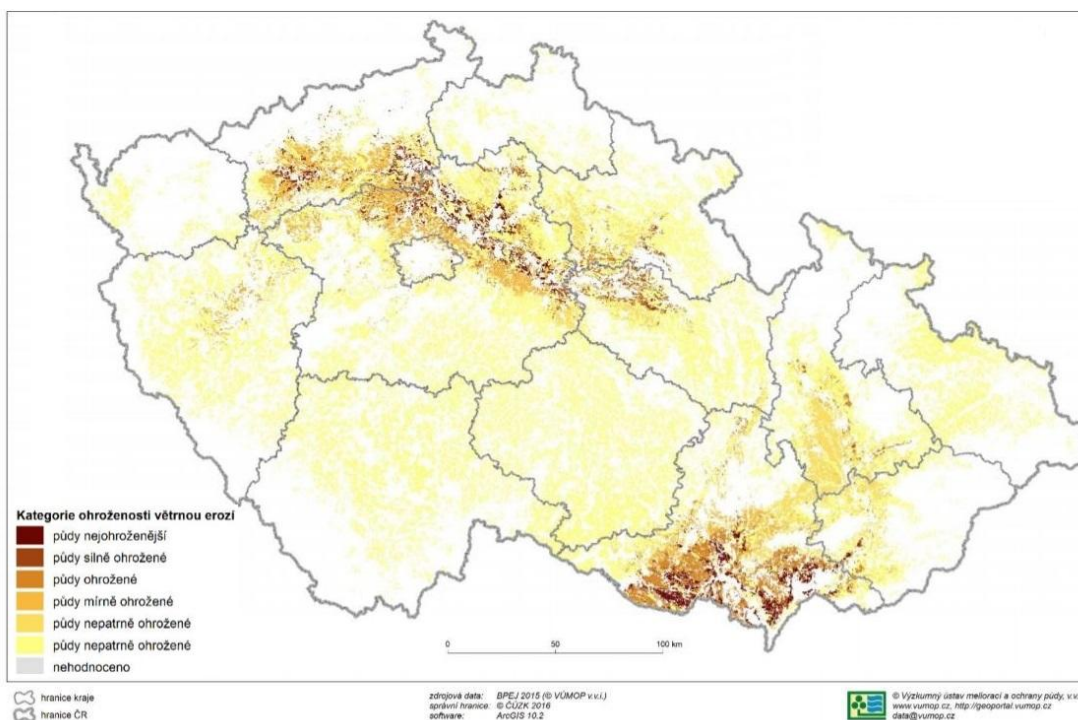 Kategorie ohroženosti větrnou erozí
půdy nejohroženější
půdy silně ohrožené
půdy ohrožené
půdy mírně ohrožené
půdy nepatrně ohrožené
půdy nepatrně ohrožené
nehodnoceno
0 50 100 km
hranice kraje
hranice ČR
zdrojová data: BPEJ 2015 (© VÚMOP v.v.i.)
správní hranice: © ČÚZK 2016
software: ArcGIS 10.2
© Výzkumný ústav meliorací a ochrany půdy, v.v.
www.vumop.cz, http://geoportal.vumop.cz
data@vumop.cz